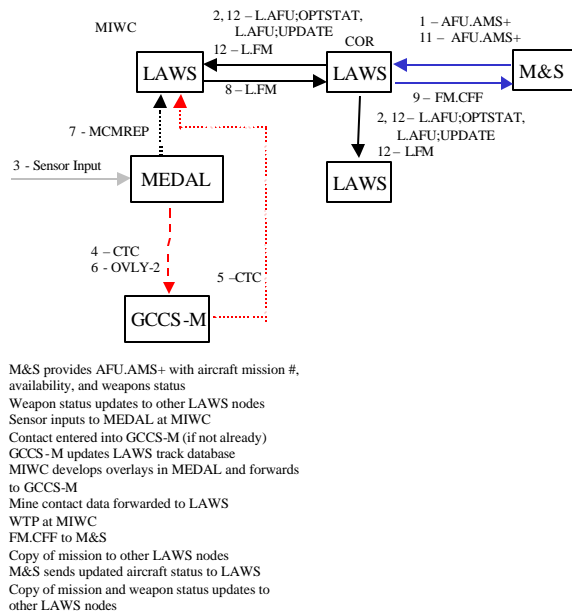 MIWC
2, 12 – L.AFU;OPTSTAT,
L.AFU;UPDATE
12 – L.FM
COR
1 – AFU.AMS+
11 – AFU.AMS+
LAWS
LAWS
M&S
8 – L.FM
9 – FM.CFF
7 - MCMREP
2, 12 – L.AFU;OPTSTAT,
L.AFU;UPDATE
12 – L.FM
3 - Sensor Input
MEDAL
LAWS
4 – CTC
6 - OVLY-2
5 –CTC
GCCS-M
M&S provides AFU.AMS+ with aircraft mission #,
availability, and weapons status
Weapon status updates to other LAWS nodes
Sensor inputs to MEDAL at MIWC
Contact entered into GCCS-M (if not already)
GCCS-M updates LAWS track database
MIWC develops overlays in MEDAL and forwards
to GCCS-M
Mine contact data forwarded to LAWS
WTP at MIWC
FM.CFF to M&S
Copy of mission to other LAWS nodes
M&S sends updated aircraft status to LAWS
Copy of mission and weapon status updates to
other LAWS nodes